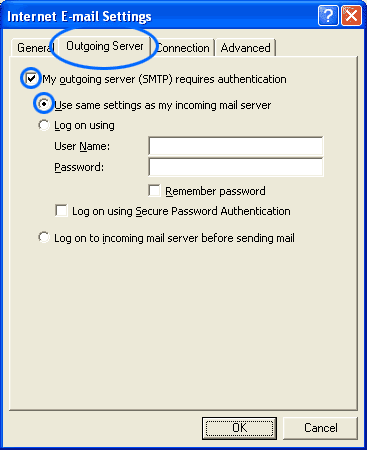 Internet E-mail Settings
General Outgoing Server Connection Advanced
My outgoing server (SMTP) requires authentication
Use same settings as my incoming mail server
Log on using
User Name:
Password:
Remember password
Log on using Secure Password Authentication
Log on to incoming mail server before sending mail
OK Cancel